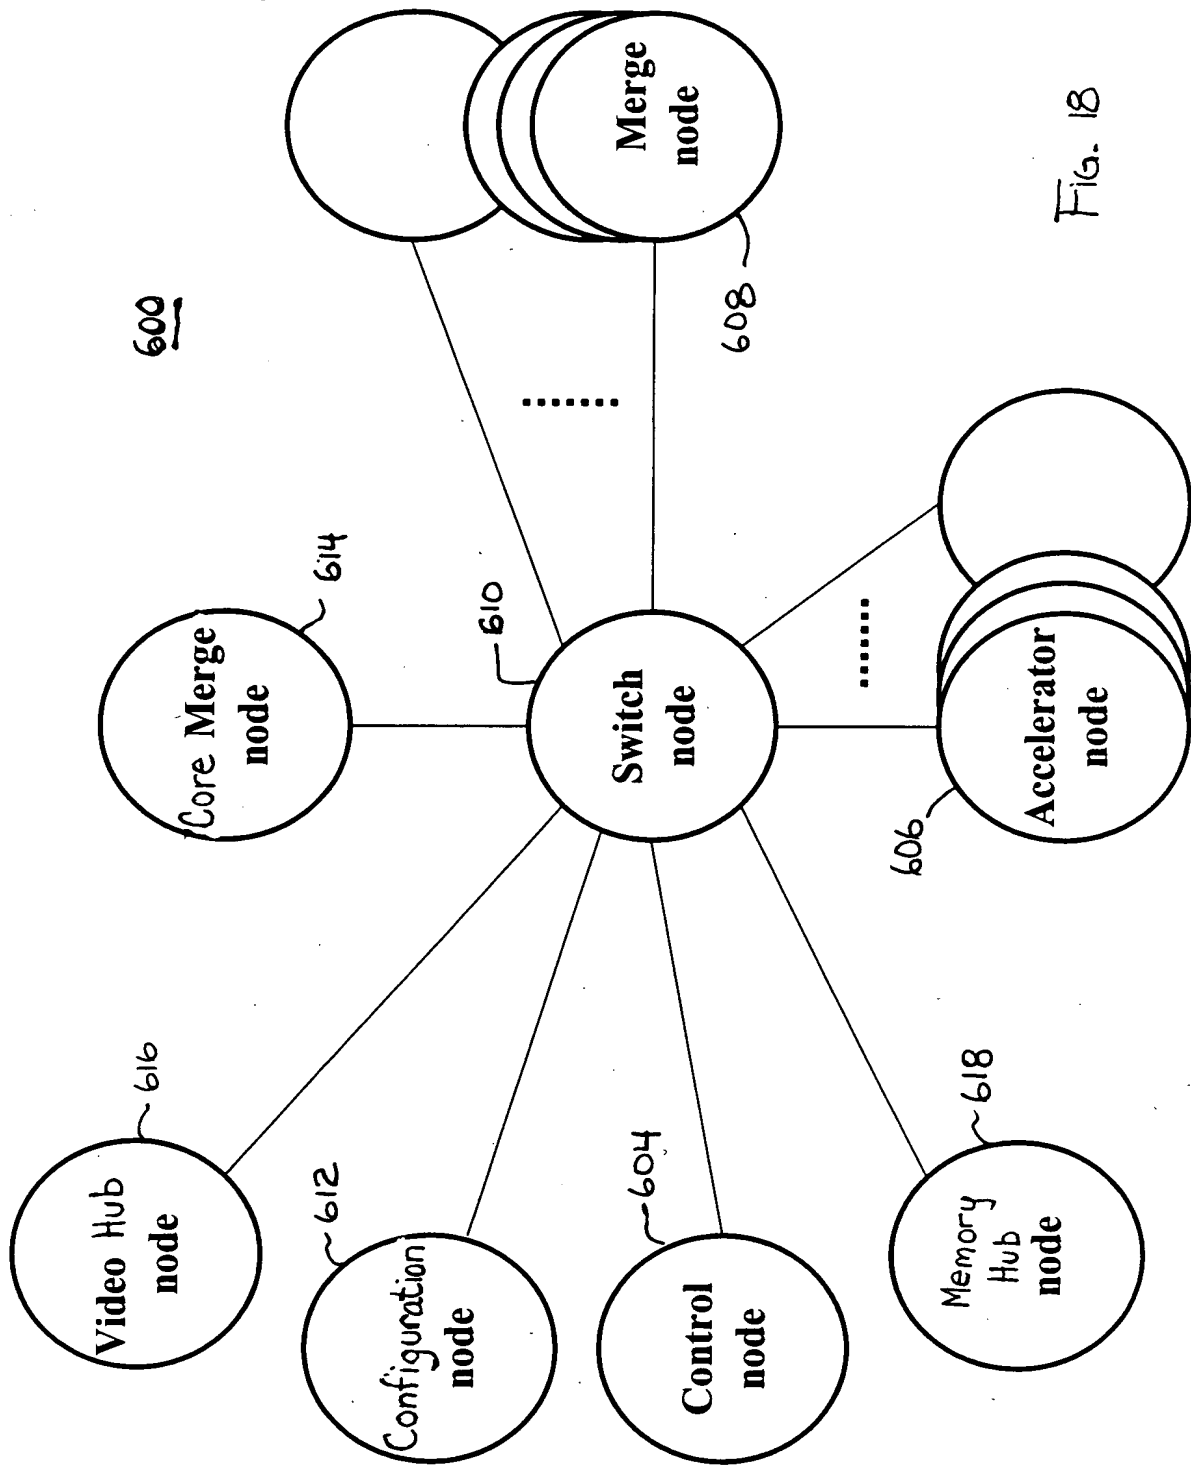 600
Video Hub
node
616
Core Merge
node
614
Configuration
node
612
Merge
node
608
Switch
node
610
.......
Control
node
604
Memory
Hub
node
618
Accelerator
node
606
.......
Fig. 18